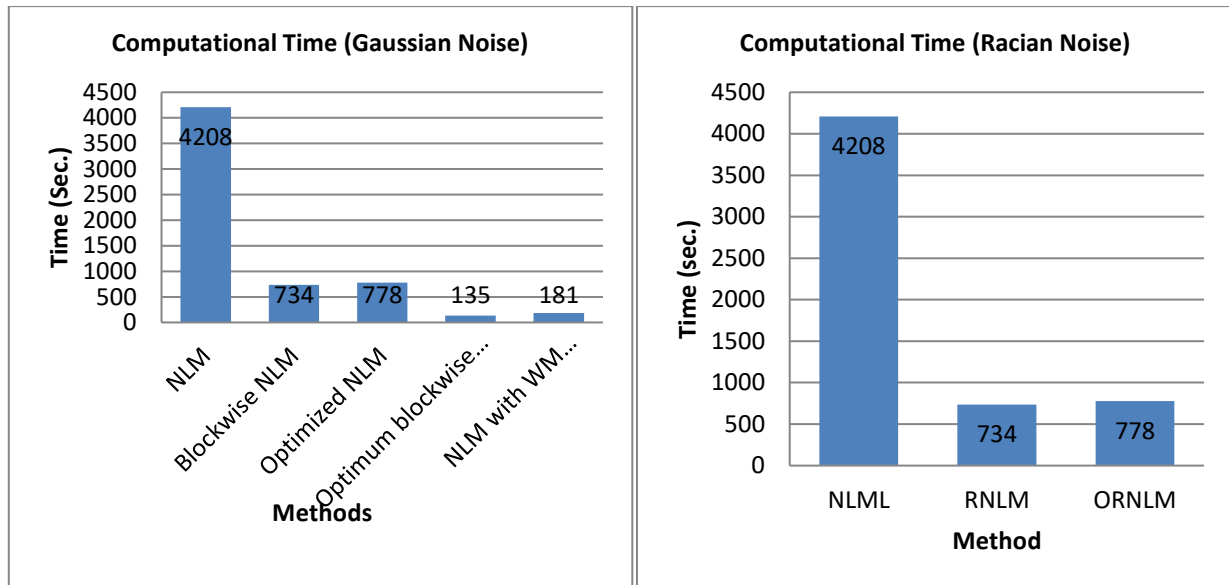 Computational Time (Gaussian Noise)
Time (Sec.)
4500
4000
3500
3000
2500
2000
1500
1000
500
0
4208
734
778
135
181
NLM
Blockwise NLM
Optimized NLM
Optimum blockwise...
NLM with WM...
Methods
Computational Time (Racian Noise)
Time (sec.)
4500
4000
3500
3000
2500
2000
1500
1000
500
0
4208
734
778
NLML
RNLM
ORNLM
Method